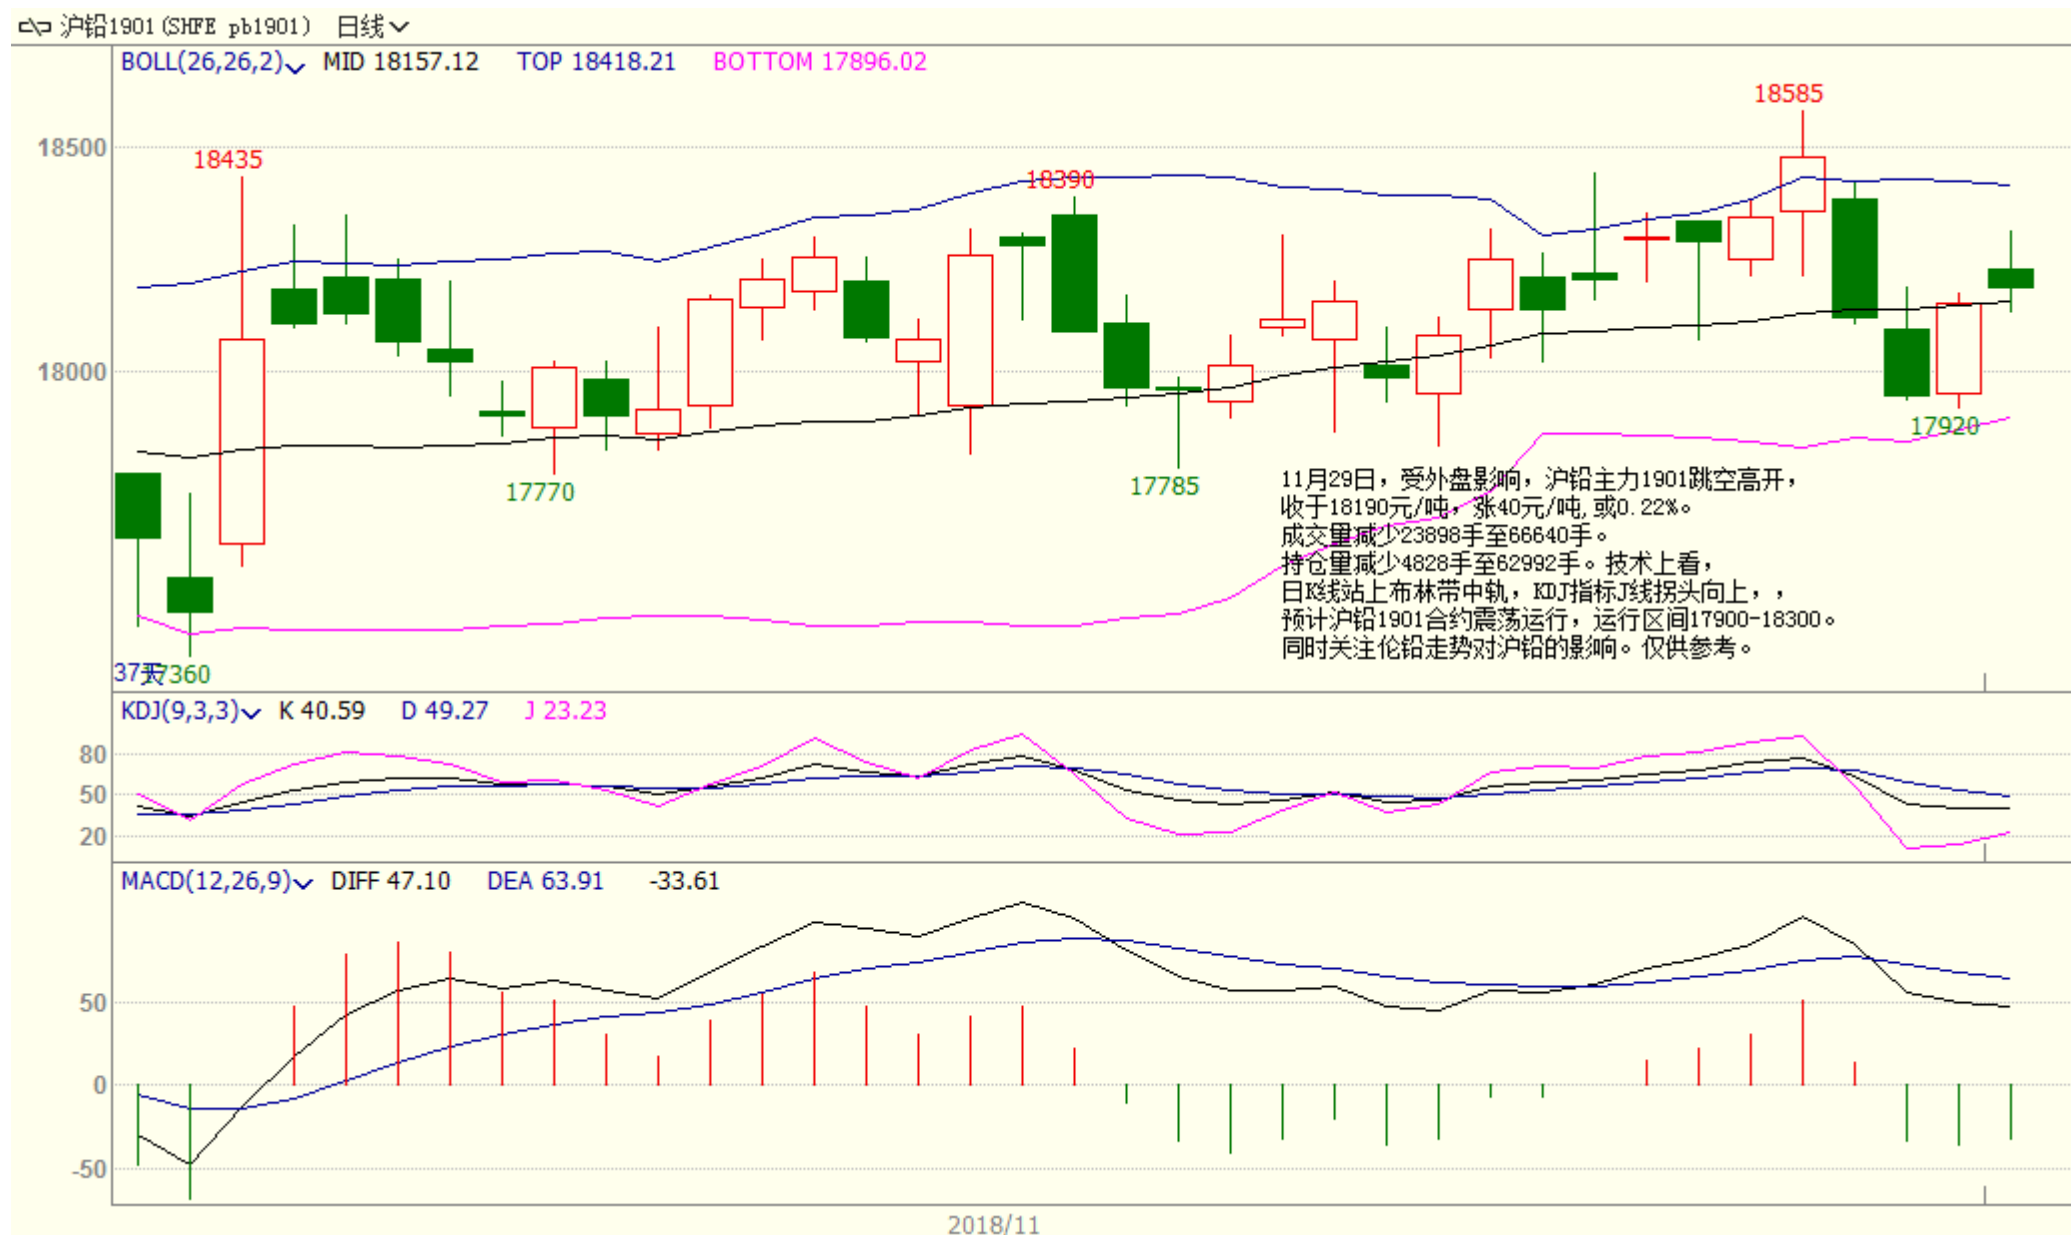 沪铅1901(SHFE pb1901) 日线
BOLL(26,26,2) MID 18157.12 TOP 18418.21 BOTTOM 17896.02
18585
18500
18435
18390
18000
17920
17770
17785
11月29日，受外盘影响，沪铅主力1901跳空高开，
收于18190元/吨，涨40元/吨,或0.22%。
成交量减少23898手至66640手。
持仓量减少4828手至62992手。技术上看，
日K线站上布林带中轨，KDJ指标J线拐头向上，，
预计沪铅1901合约震荡运行，运行区间17900-18300。
同时关注伦铅走势对沪铅的影响。仅供参考。
37天
17360
KDJ(9,3,3) K 40.59 D 49.27 J 23.23
80
50
20
MACD(12,26,9) DIFF 47.10 DEA 63.91 -33.61
50
0
-50
2018/11